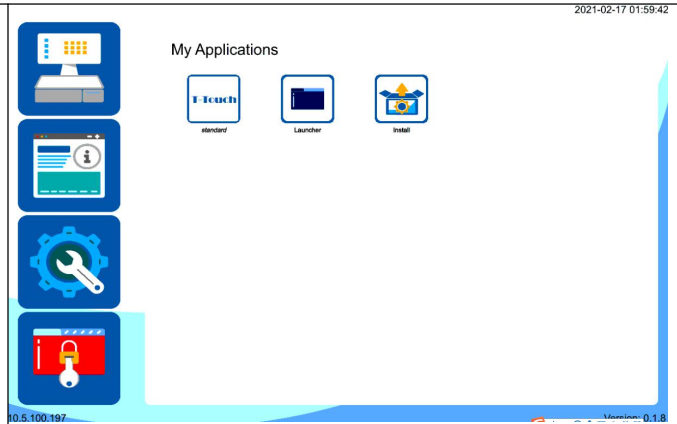 2021-02-17 01:59:42
My Applications
T-Touch
standard
Launcher
Install
10.5.100.197
Version: 0.1.8